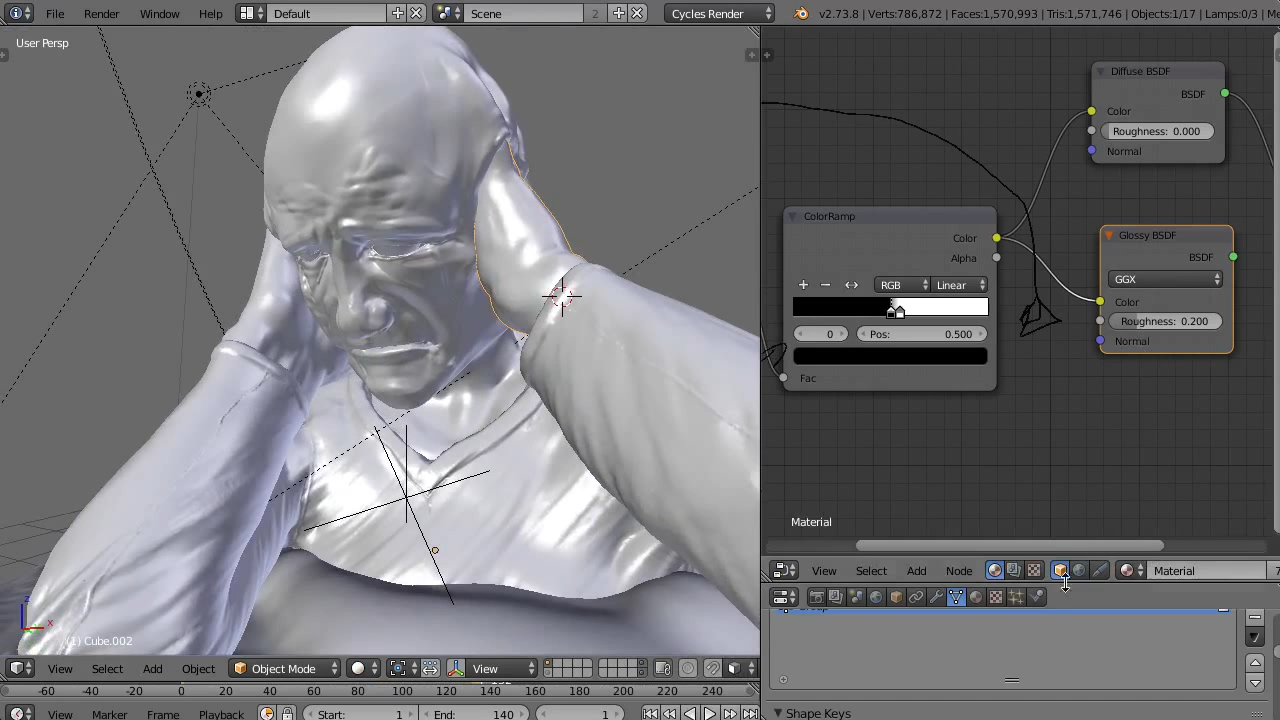 File Render Window Help Default Scene 2 Cycles Render v2.73.8 | Verts:786,872 | Faces:1,570,993 | Tris:1,571,746 | Objects:1/17 | Lamps:0/3 |
User Persp
Diffuse BSDF
BSDF
Color
Roughness: 0.000
Normal
ColorRamp
Color
Alpha
RGB Linear
0 Pos: 0.500
Fac
Glossy BSDF
BSDF
GGX
Color
Roughness: 0.200
Normal
Material
View Select Add Node Material
(1) Cube.002
z
x
View Select Add Object Object Mode View
-60 -40 -20 0 20 40 60 80 100 120 140 160 180 200 220 240
View Marker Frame Playback Start: 1 End: 140 1
Shape Keys